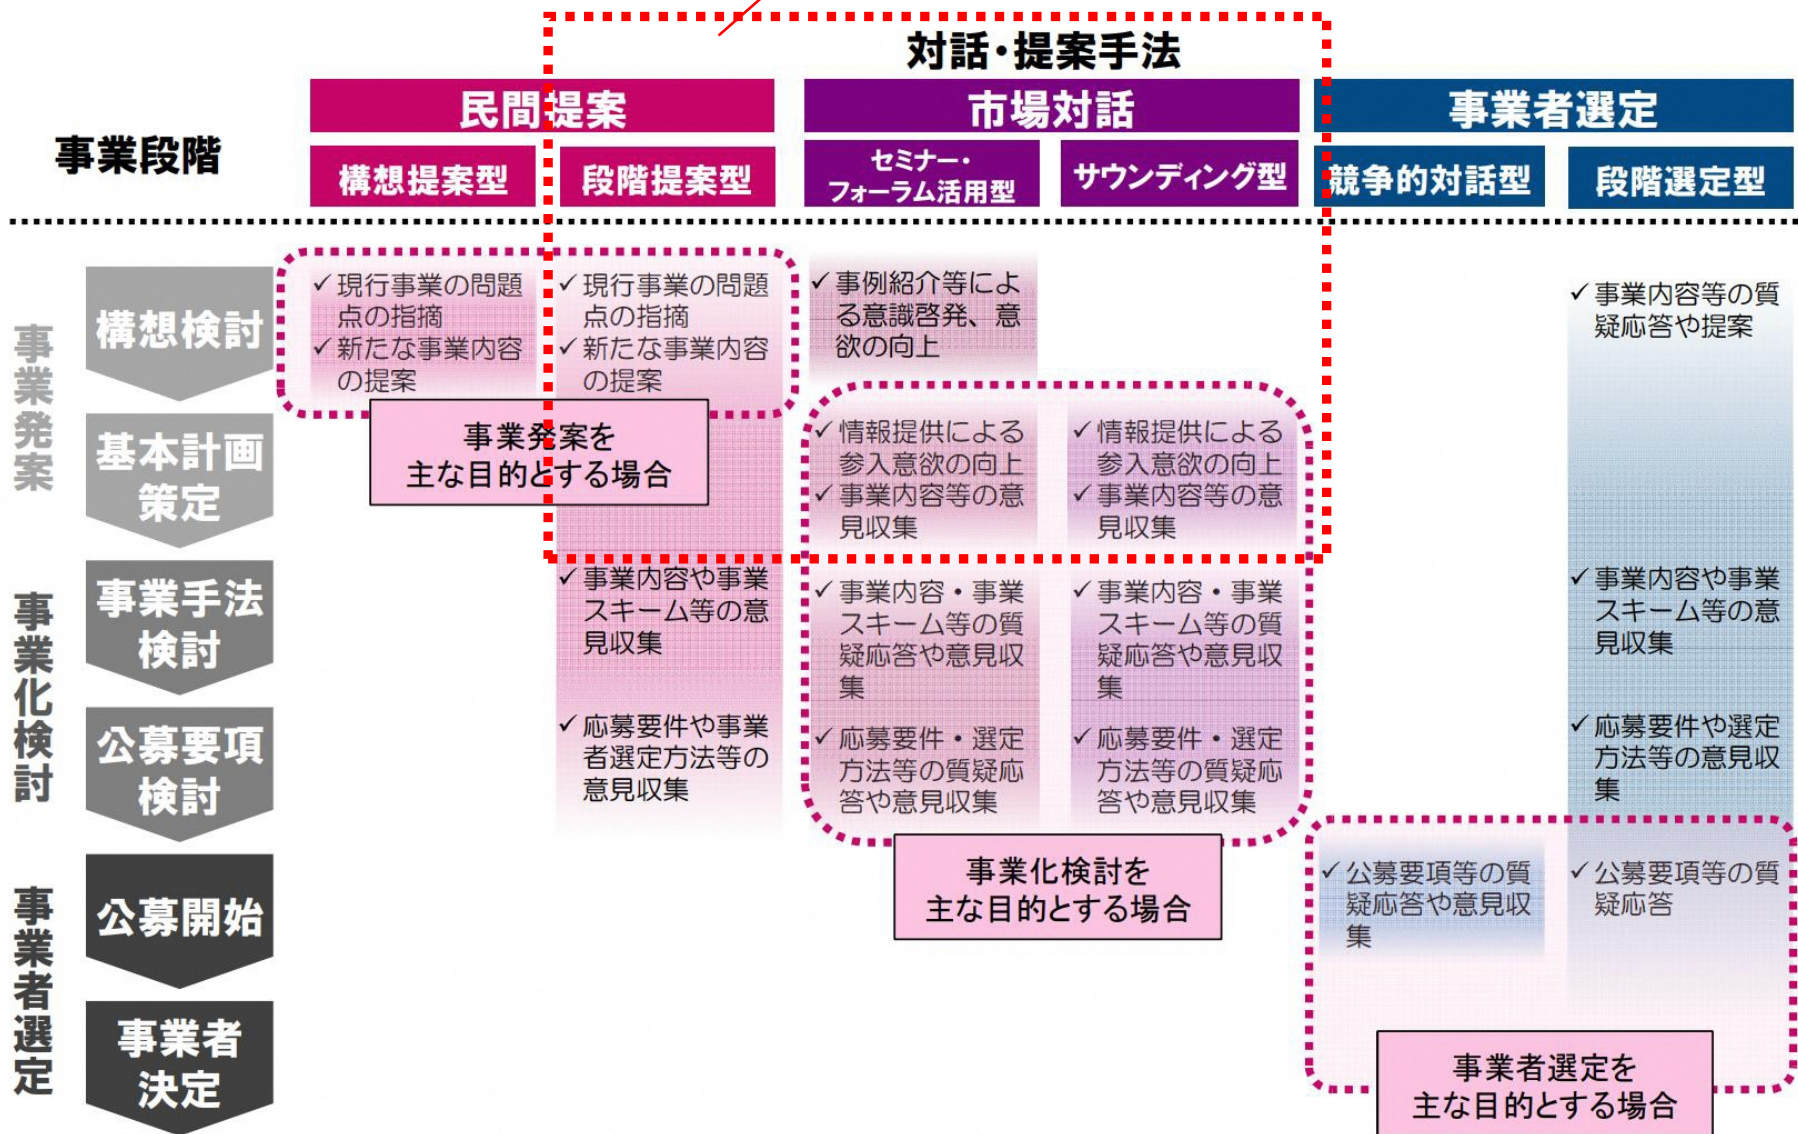 対話・提案手法
民間提案
市場対話
事業者選定
事業段階
構想提案型
段階提案型
セミナー・
フォーラム活用型
サウンディング型
競争的対話型
段階選定型
事業発案
構想検討
✓現行事業の問題
点の指摘
✓新たな事業内容
の提案
✓現行事業の問題
点の指摘
✓新たな事業内容
の提案
✓事例紹介等によ
る意識啓発、意
欲の向上
✓事業内容等の質
疑応答や提案
事業発案を
主な目的とする場合
基本計画
策定
✓情報提供による
参入意欲の向上
✓事業内容等の意
見収集
✓情報提供による
参入意欲の向上
✓事業内容等の意
見収集
事業化検討
事業手法
検討
✓事業内容や事業
スキーム等の意
見収集
✓事業内容・事業
スキーム等の質
疑応答や意見収
集
✓事業内容・事業
スキーム等の質
疑応答や意見収
集
✓事業内容や事業
スキーム等の意
見収集
公募要項
検討
✓応募要件や事業
者選定方法等の
意見収集
✓応募要件・選定
方法等の質疑応
答や意見収集
✓応募要件・選定
方法等の質疑応
答や意見収集
✓応募要件や選定
方法等の意見収
集
事業化検討を
主な目的とする場合
事業者選定
公募開始
✓公募要項等の質
疑応答や意見収
集
✓公募要項等の質
疑応答
事業者
決定
事業者選定を
主な目的とする場合